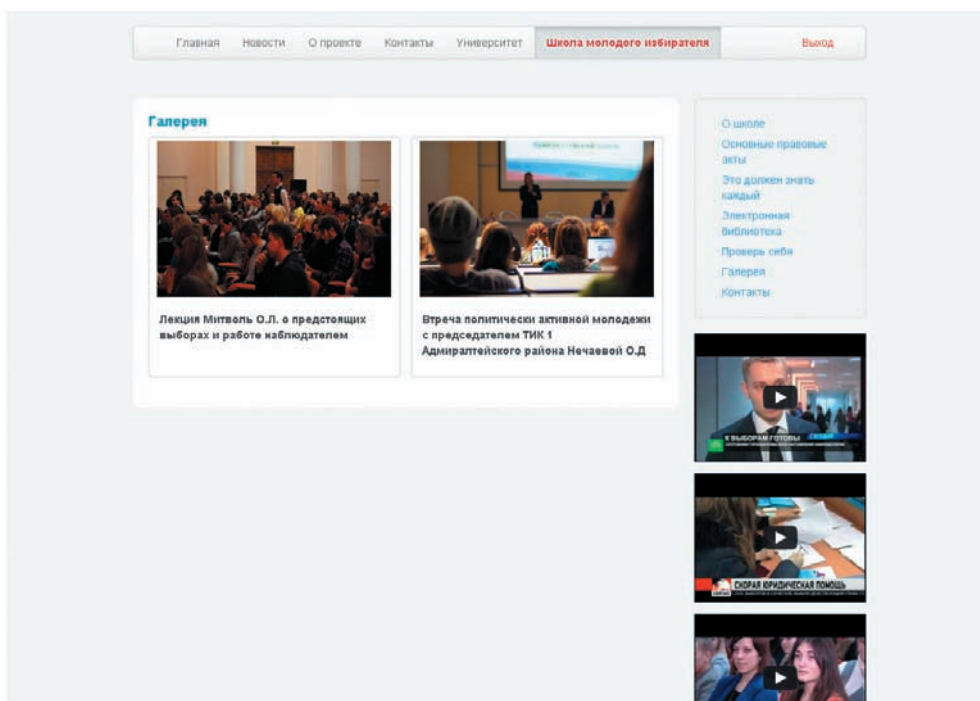 Главная Новости О проекте Контакты Университет Школа молодого избирателя Выход
Галерея
Лекция Митволь О.Л. о предстоящих
выборах и работе наблюдателем
Втреча политически активной молодежи
с председателем ТИК 1
Адмиралтейского района Нечаевой О.Д
О школе
Основные правовые
акты
Это должен знать
каждый
Электронная
библиотека
Проверь себя
Галерея
Контакты
К ВЫБОРАМ ГОТОВЫ
СЕГОДНЯ
СКОРАЯ ЮРИДИЧЕСКАЯ ПОМОЩЬ